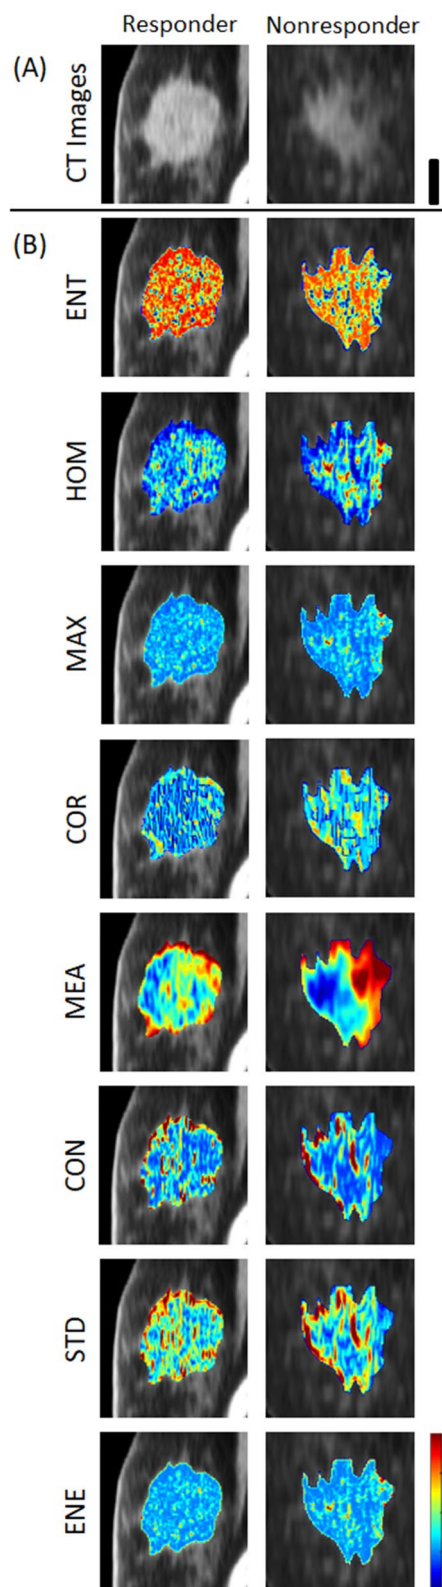 Responder Nonresponder
(A)
CT Images
(B)
ENT
HOM
MAX
COR
MEA
CON
STD
ENE